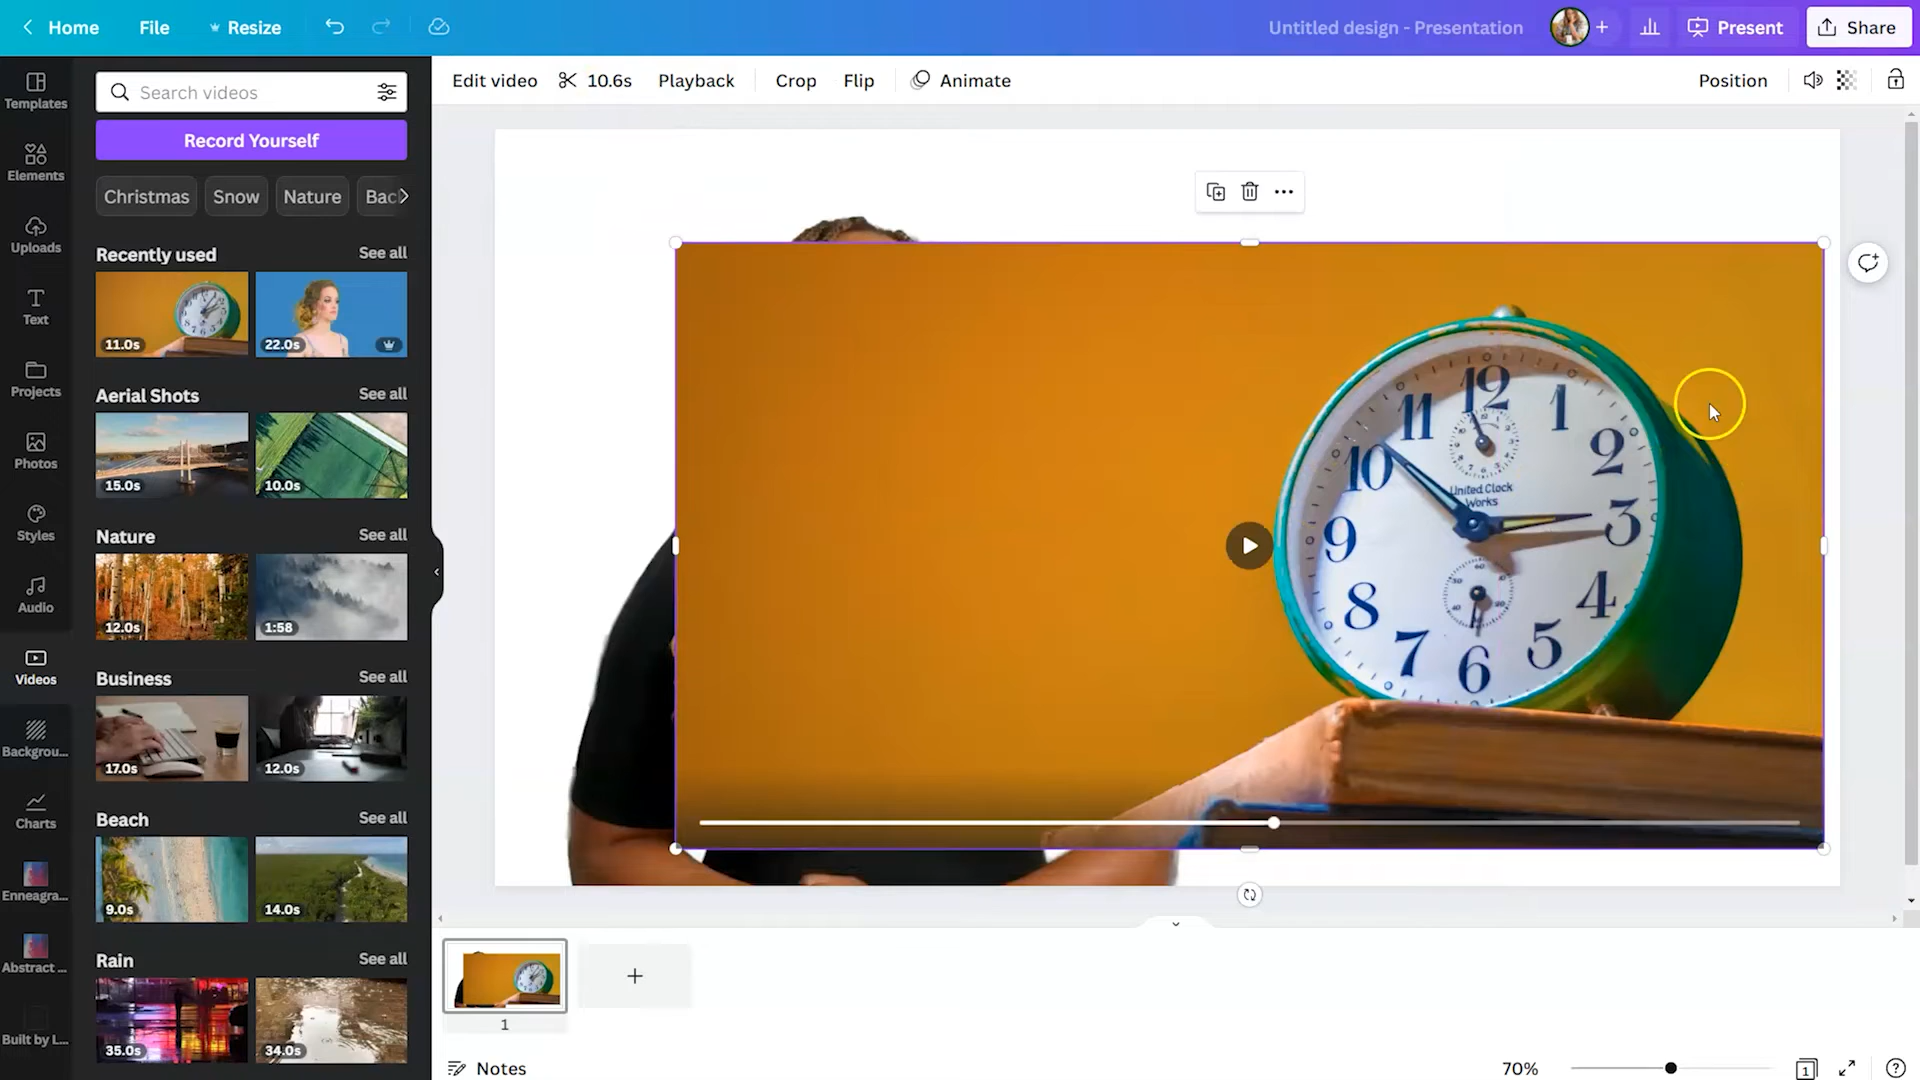 Home
File
Resize
Untitled design - Presentation
+
Present
Share
Templates
Elements
Uploads
Text
Projects
Photos
Styles
Audio
Videos
Backgrou...
Charts
Enneagra...
Abstract ...
Built by L...
Search videos
Record Yourself
Christmas
Snow
Nature
Bac
Recently used
See all
11.0s
22.0s
Aerial Shots
See all
15.0s
10.0s
Nature
See all
12.0s
1:58
Business
See all
17.0s
12.0s
Beach
See all
9.0s
14.0s
Rain
See all
35.0s
34.0s
Edit video
10.6s
Playback
Crop
Flip
Animate
Position
12
1
2
3
4
5
6
7
8
9
10
11
United Clock
Works
60
1
Notes
70%
1
?